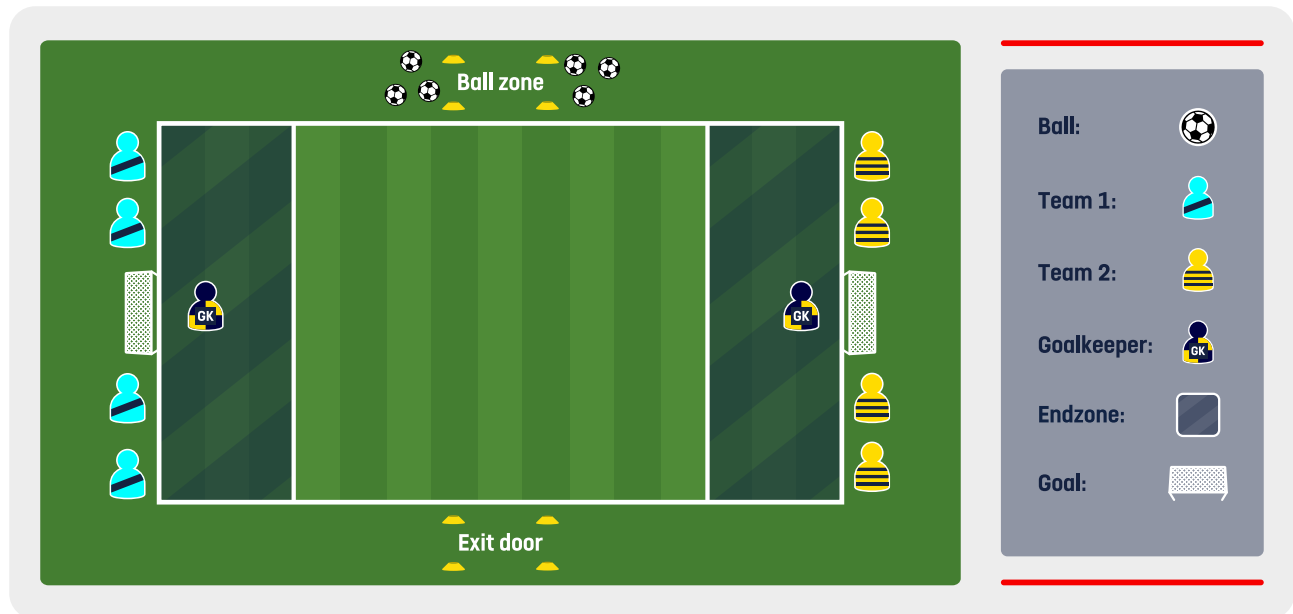 Ball zone
GK
GK
Exit door
Ball:
Team 1:
Team 2:
Goalkeeper:
GK
Endzone:
Goal: